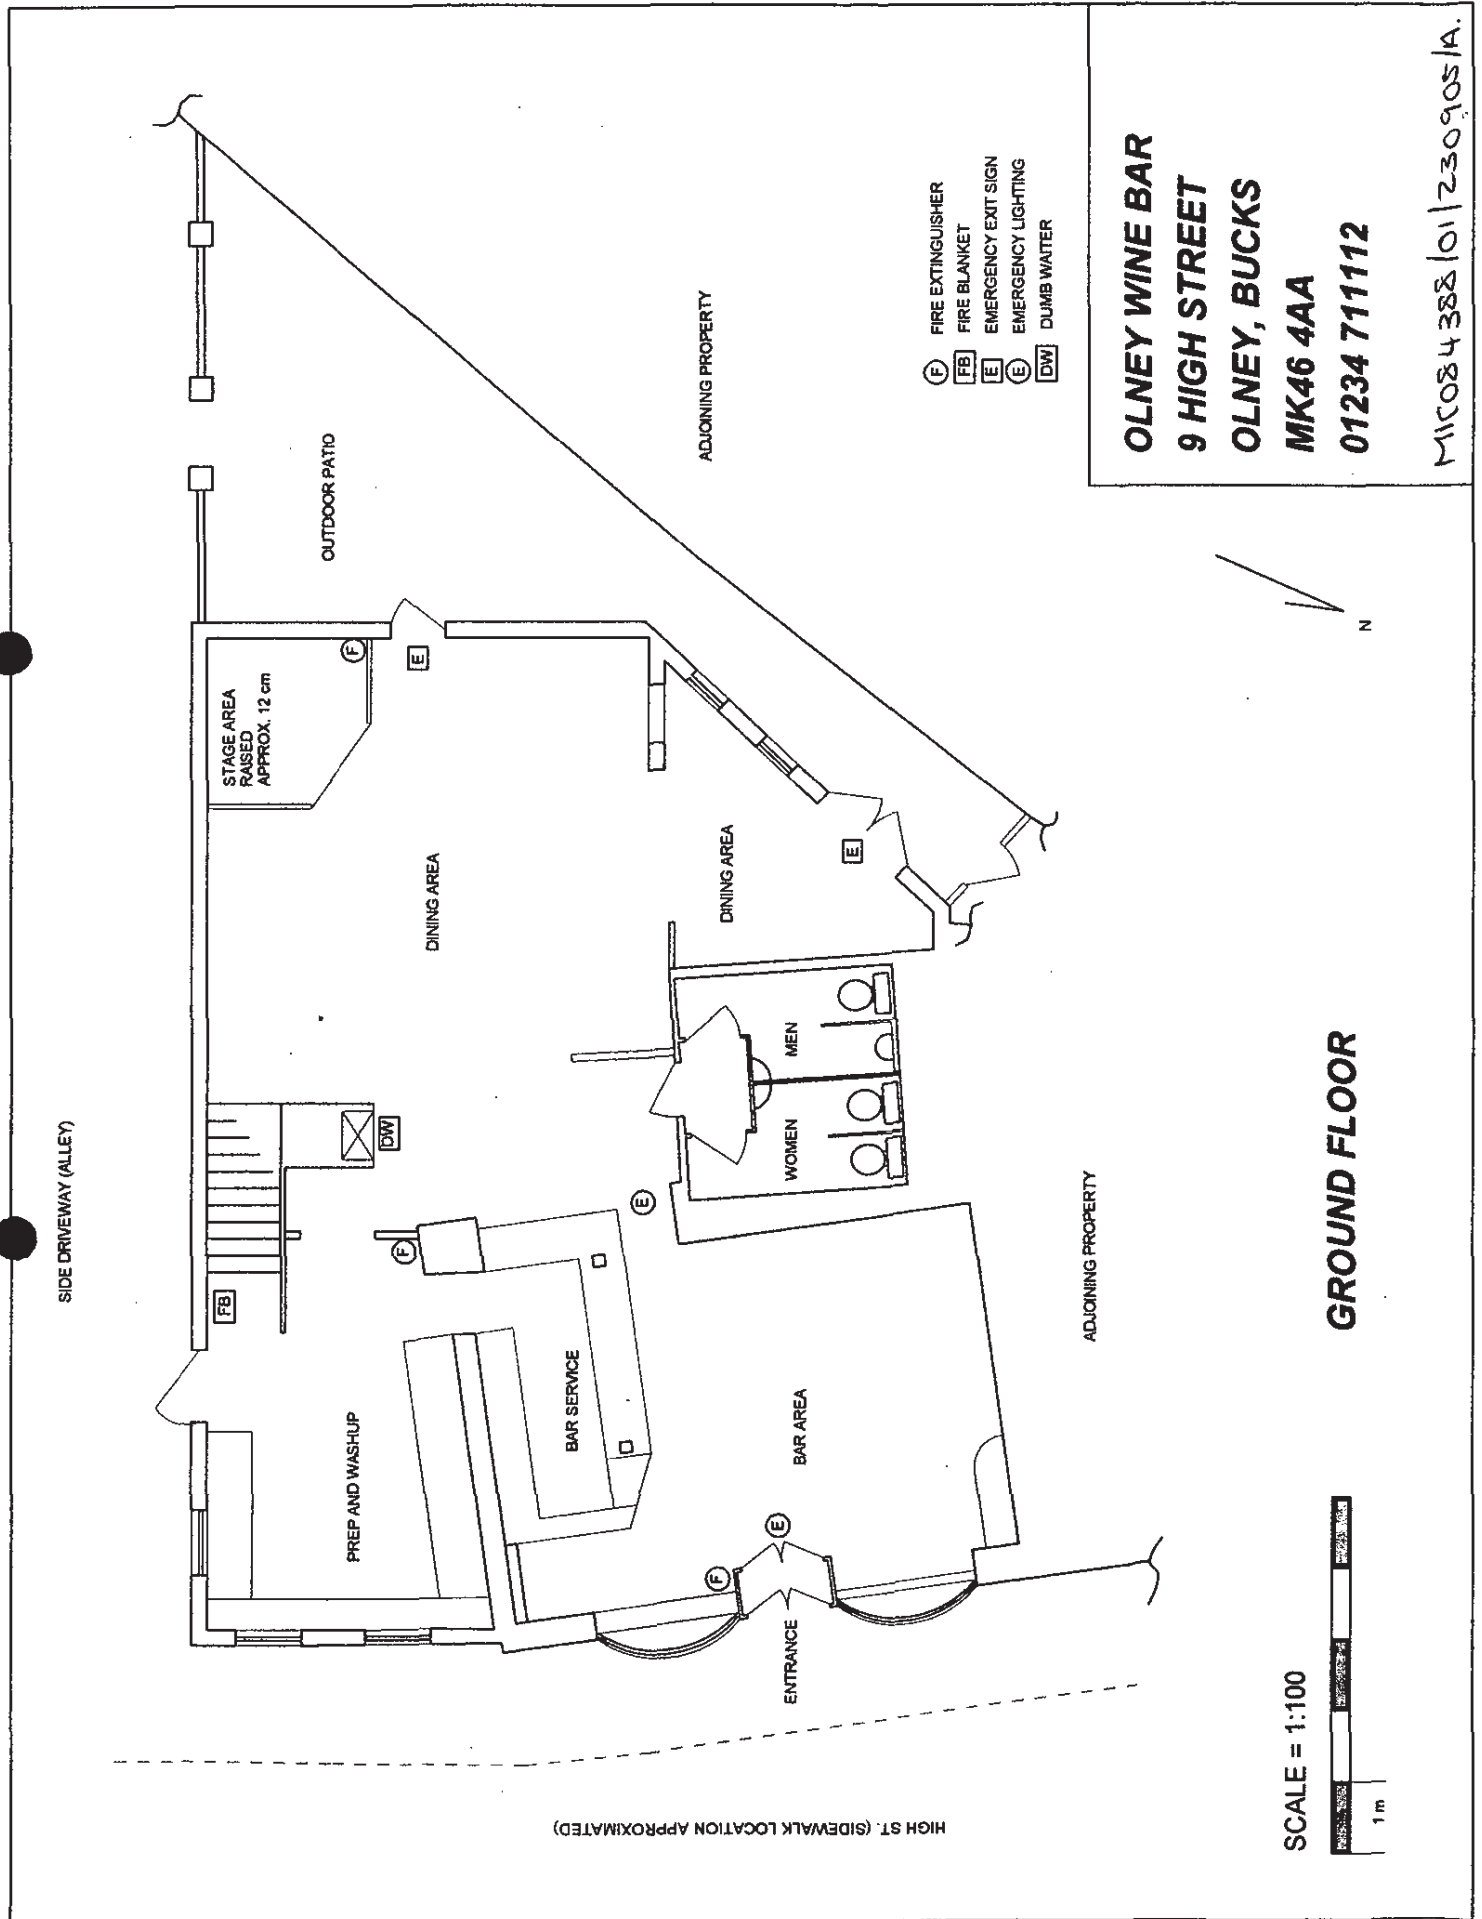 SIDE DRIVEWAY (ALLEY)
FB
F
DW
STAGE AREA
RAISED
APPROX. 12 cm
F
E
OUTDOOR PATIO
PREP AND WASHUP
BAR SERVICE
DINING AREA
E
WOMEN
MEN
DINING AREA
E
ADJOINING PROPERTY
F
E
ENTRANCE
BAR AREA
HIGH ST. (SIDEWALK LOCATION APPROXIMATED)
ADJOINING PROPERTY
F FIRE EXTINGUISHER
FB FIRE BLANKET
E EMERGENCY EXIT SIGN
E EMERGENCY LIGHTING
DW DUMB WAITER
N
SCALE = 1:100
1 m
GROUND FLOOR
OLNEY WINE BAR
9 HIGH STREET
OLNEY, BUCKS
MK46 4AA
01234 711112
MIC084388/01/230905/A.